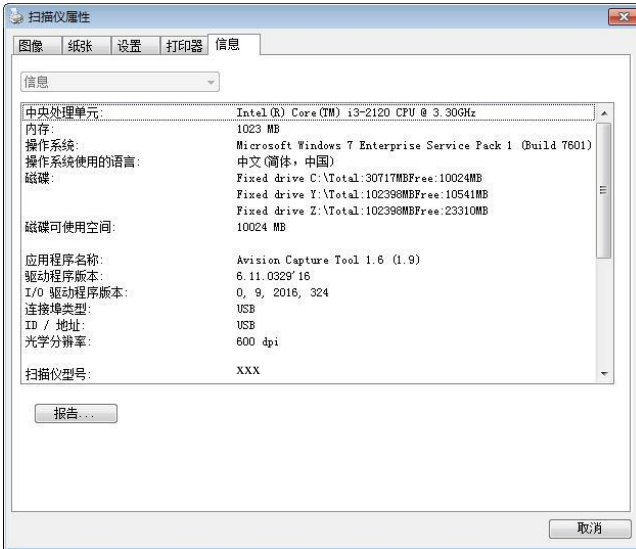 扫描仪属性
图像 纸张 设置 打印器 信息
信息
中央处理单元: Intel(R) Core(TM) i3-2120 CPU @ 3.30GHz
内存: 1023 MB
操作系统: Microsoft Windows 7 Enterprise Service Pack 1 (Build 7601)
操作系统使用的语言: 中文(简体，中国)
磁碟: Fixed drive C:\Total:30717MBFree:10024MB
Fixed drive Y:\Total:102398MBFree:10541MB
Fixed drive Z:\Total:102398MBFree:23310MB
磁碟可使用空间: 10024 MB
应用程序名称: Avision Capture Tool 1.6 (1.9)
驱动程序版本: 6.11.0329'16
I/O 驱动程序版本: 0, 9, 2016, 324
连接埠类型: USB
ID / 地址: USB
光学分辨率: 600 dpi
扫描仪型号: XXX
报告...
取消